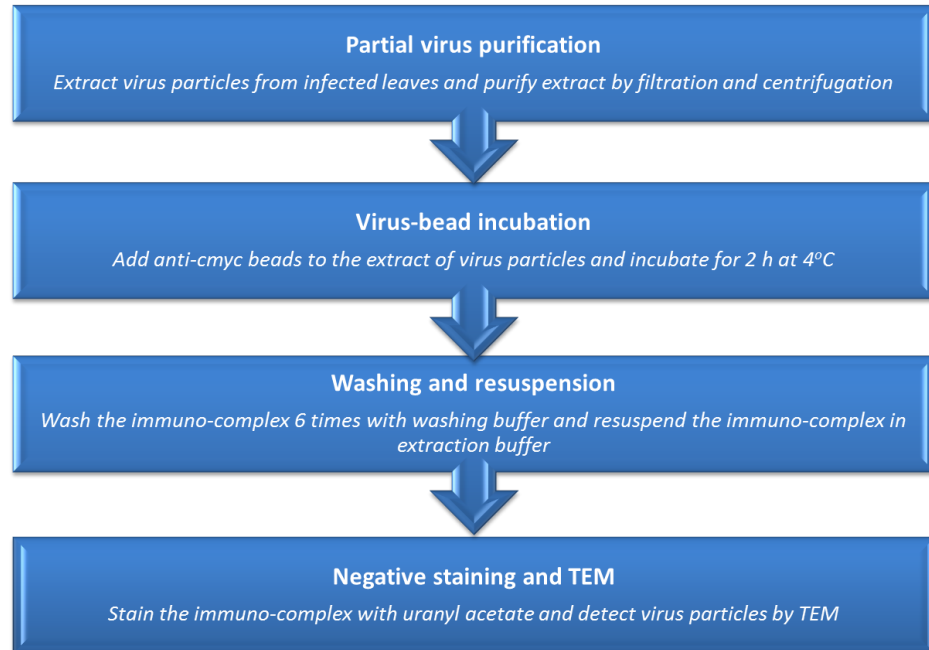 Partial virus purification
Extract virus particles from infected leaves and purify extract by filtration and centrifugation
Virus-bead incubation
Add anti-cmyc beads to the extract of virus particles and incubate for 2 h at 4°C
Washing and resuspension
Wash the immuno-complex 6 times with washing buffer and resuspend the immuno-complex in
extraction buffer
Negative staining and TEM
Stain the immuno-complex with uranyl acetate and detect virus particles by TEM